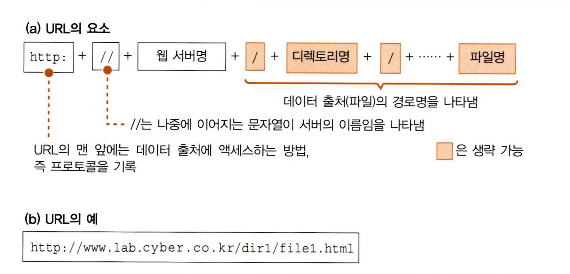 (a) URL의 요소
http: + // + 웹 서버명 + / + 디렉토리명 + / + ...... + 파일명
데이터 출처(파일)의 경로명을 나타냄
//는 나중에 이어지는 문자열이 서버의 이름임을 나타냄
URL의 맨 앞에는 데이터 출처에 액세스하는 방법,
즉 프로토콜을 기록
은 생략 가능
(b) URL의 예
http://www.lab.cyber.co.kr/dir1/file1.html